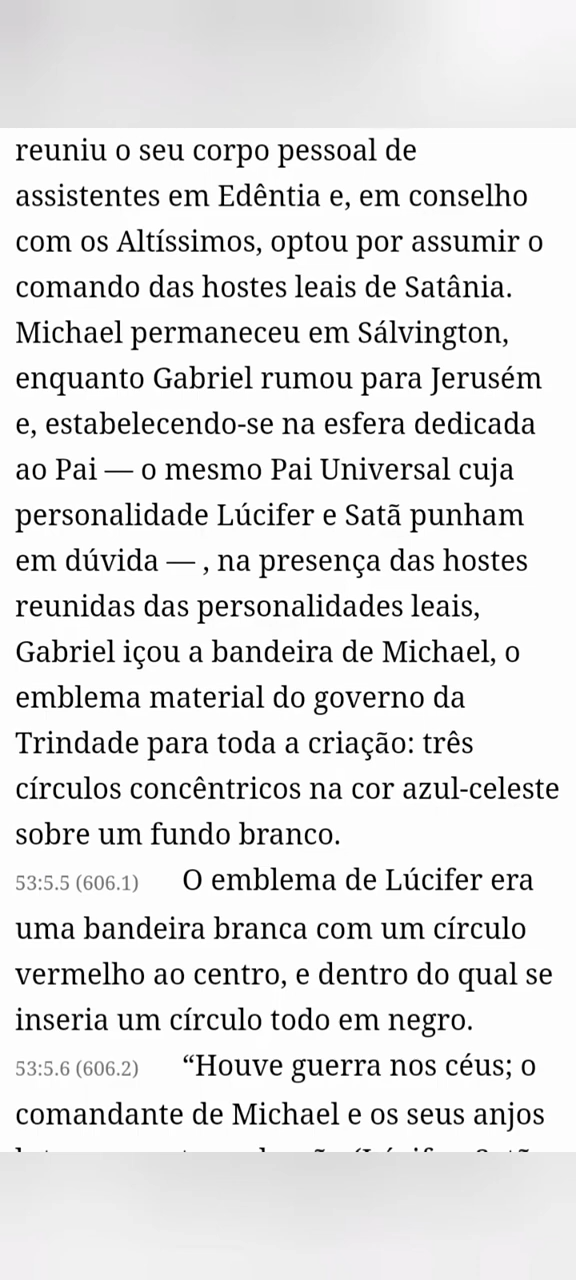 reuniu o seu corpo pessoal de
assistentes em Edêntia e, em conselho
com os Altíssimos, optou por assumir o
comando das hostes leais de Satânia.
Michael permaneceu em Sálvington,
enquanto Gabriel rumou para Jerusém
e, estabelecendo-se na esfera dedicada
ao Pai — o mesmo Pai Universal cuja
personalidade Lúcifer e Satã punham
em dúvida — , na presença das hostes
reunidas das personalidades leais,
Gabriel içou a bandeira de Michael, o
emblema material do governo da
Trindade para toda a criação: três
círculos concêntricos na cor azul-celeste
sobre um fundo branco.
53:5.5 (606.1) O emblema de Lúcifer era
uma bandeira branca com um círculo
vermelho ao centro, e dentro do qual se
inseria um círculo todo em negro.
53:5.6 (606.2) “Houve guerra nos céus; o
comandante de Michael e os seus anjos